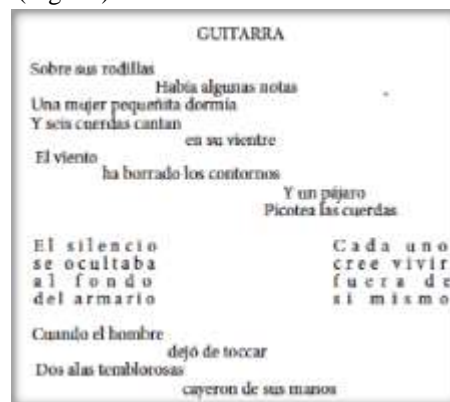 GUITARRA
Sobre sus rodillas
Había algunas notas
Una mujer pequeñita dormía
Y seis cuerdas cantan
en su vientre
El viento
ha borrado los contornos
Y un pájaro
Picotea las cuerdas
El silencio
se ocultaba
al fondo
del armario
Cada uno
cree vivir
fuera de
si mismo
Cuando el hombre
dejó de toccar
Dos alas temblorosas
cayeron de sus manos